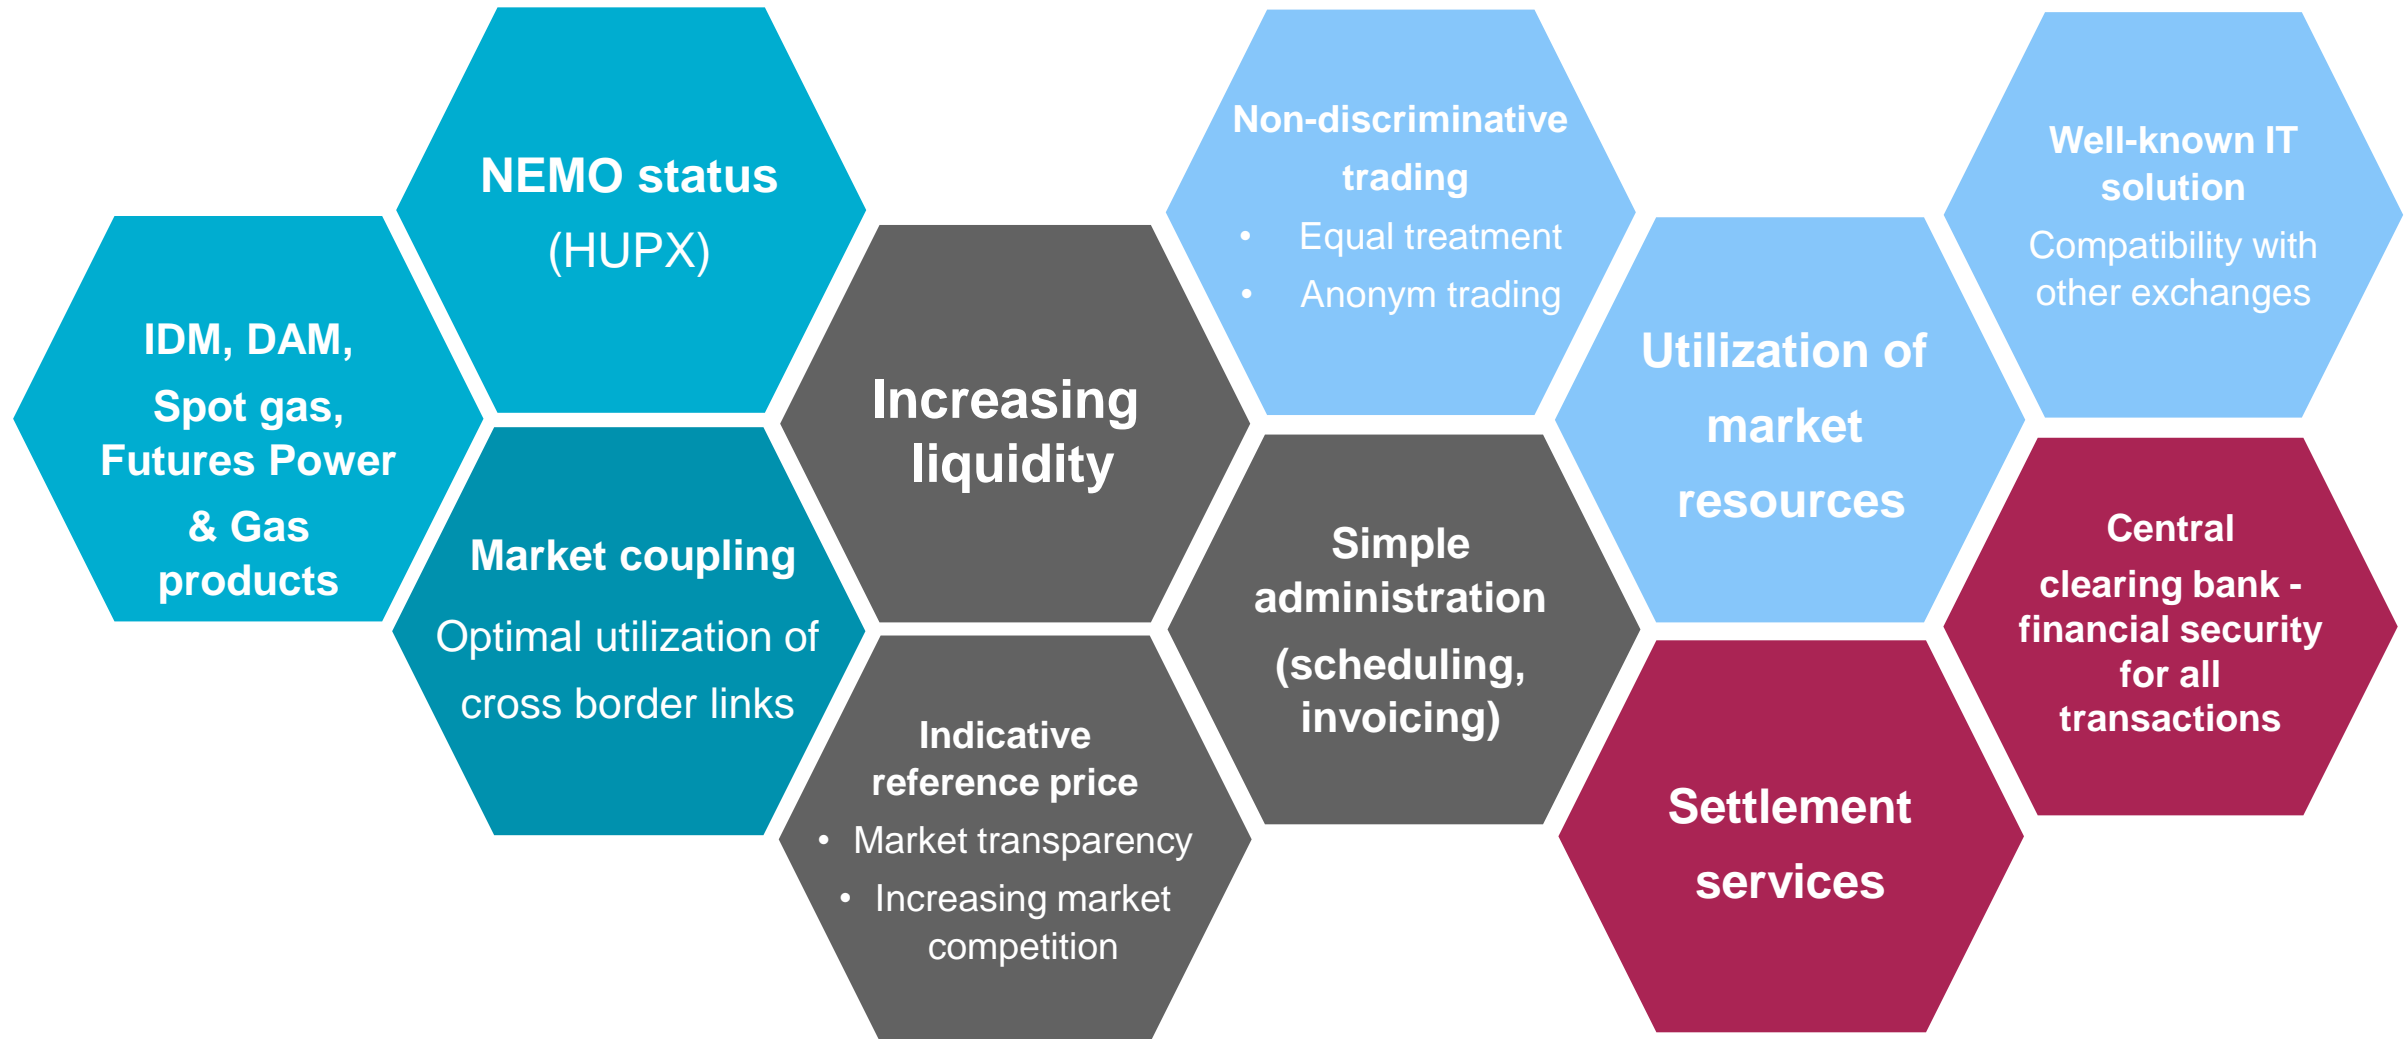 IDM, DAM,
Spot gas,
Futures Power
& Gas
products
NEMO status
(HUPX)
Market coupling
Optimal utilization of
cross border links
Increasing
liquidity
Indicative
reference price
• Market transparency
• Increasing market
competition
Non-discriminative
trading
• Equal treatment
• Anonym trading
Simple
administration
(scheduling,
invoicing)
Utilization of
market
resources
Settlement
services
Well-known IT
solution
Compatibility with
other exchanges
Central
clearing bank -
financial security
for all
transactions